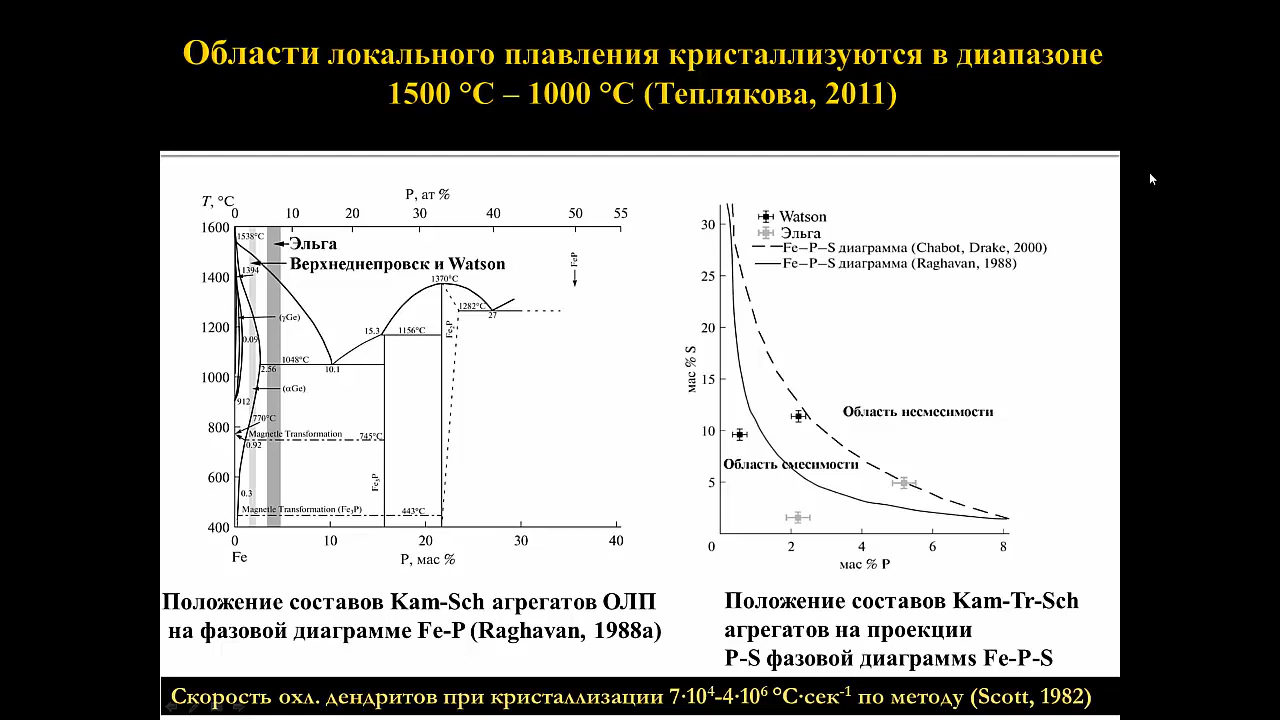 Области локального плавления кристаллизуются в диапазоне
1500 °C – 1000 °C (Теплякова, 2011)
T, °C
P, ат %
0 10 20 30 40 50 55
1600
1400
1200
1000
800
600
400
0 10 20 30 40
Fe
P, мас %
1538°C
Эльга
Верхнеднепровск и Watson
1394
(γGe)
0.09
1048°C
2.56
10.1
(αGe)
912
770°C
Magnetle Transformation
745°C
0.92
0.3
Magnetle Transformation (Fe₃P)
443°C
Fe₃P
15.3
1156°C
1370°C
Fe₂P
1282°C
27
FeP
Положение составов Kam-Sch агрегатов ОЛП
на фазовой диаграмме Fe-P (Raghavan, 1988a)
мас % S
30
25
20
15
10
5
0 2 4 6 8
мас % P
Watson
Эльга
Fe–P–S диаграмма (Chabot, Drake, 2000)
Fe–P–S диаграмма (Raghavan, 1988)
Область несмесимости
Область смесимости
Положение составов Kam-Tr-Sch
агрегатов на проекции
P-S фазовой диаграммs Fe-P-S
Скорость охл. дендритов при кристаллизации 7·10⁴-4·10⁶ °C·сек⁻¹ по методу (Scott, 1982)